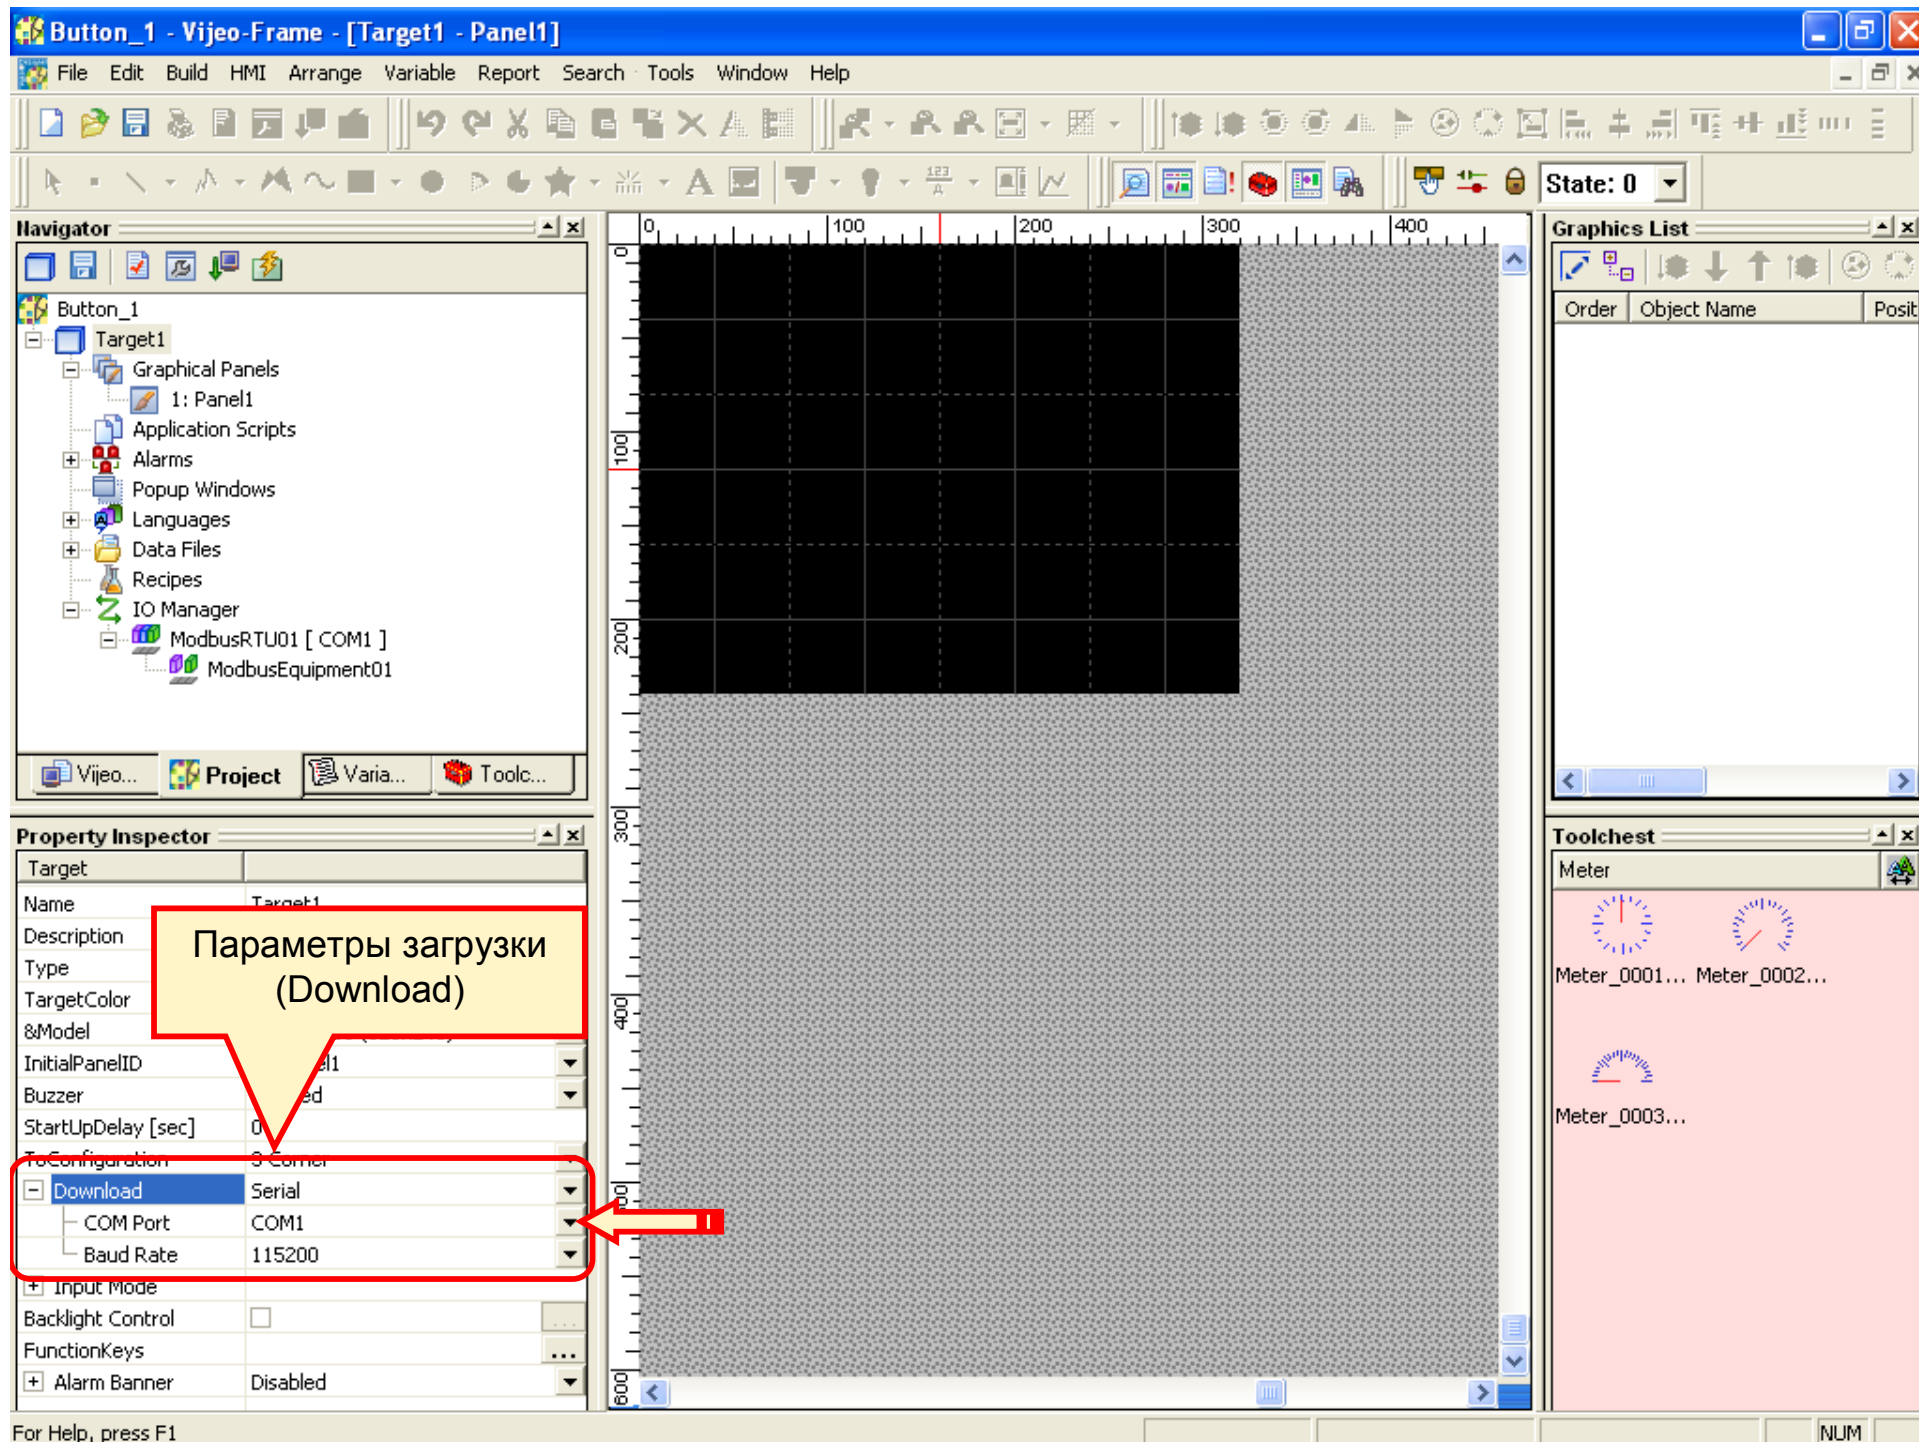 Button_1 - Vijeo-Frame - [Target1 - Panel1]
File Edit Build HMI Arrange Variable Report Search Tools Window Help
State: 0
Navigator
Button_1
Target1
Graphical Panels
1: Panel1
Application Scripts
Alarms
Popup Windows
Languages
Data Files
Recipes
IO Manager
ModbusRTU01 [ COM1 ]
ModbusEquipment01
Vijeo... Project Varia... Toolc...
0 100 200 300 400
0
100
200
300
400
600
Graphics List
Order Object Name Posit
Property Inspector
Target
Name Target1
Description
Type
TargetColor
&Model
InitialPanelID
Buzzer
StartUpDelay [sec] 0
ToConfiguration 3 Corner
Download Serial
COM Port COM1
Baud Rate 115200
Input Mode
Backlight Control
FunctionKeys ...
Alarm Banner Disabled
Параметры загрузки
(Download)
Toolchest
Meter
Meter_0001... Meter_0002...
Meter_0003...
For Help, press F1
NUM